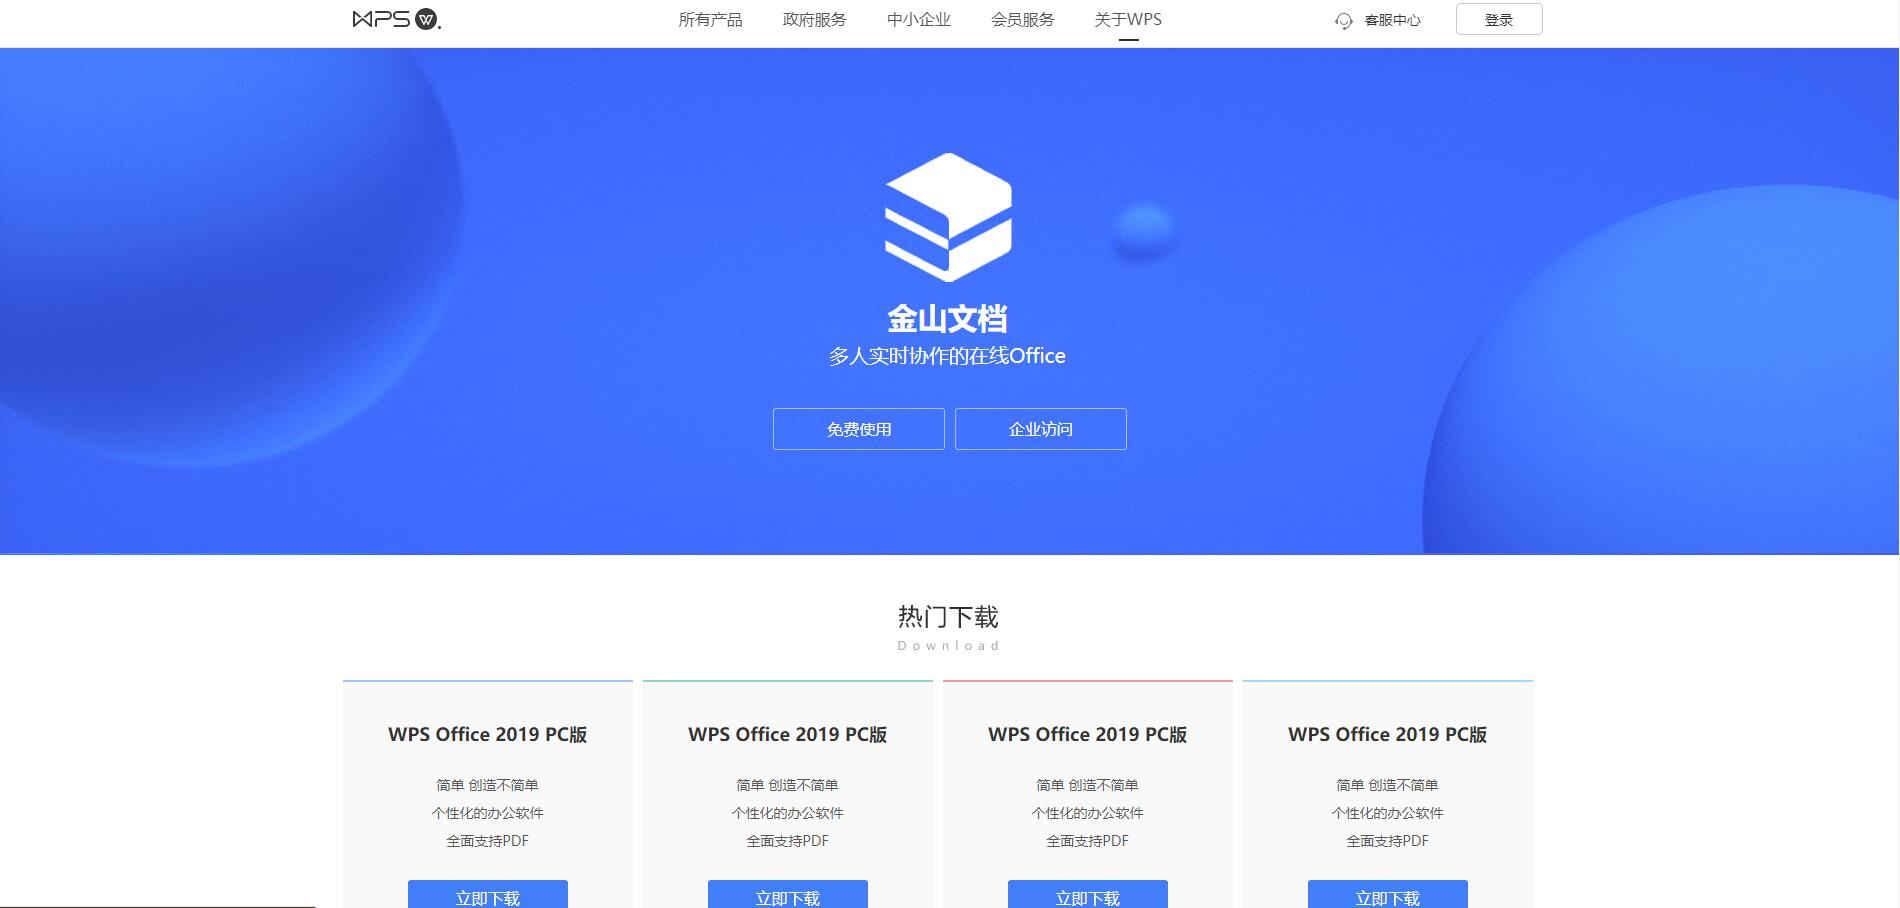 WPS W.
所有产品 政府服务 中小企业 会员服务 关于WPS 客服中心 登录
金山文档
多人实时协作的在线Office
免费使用 企业访问
热门下载
Download
WPS Office 2019 PC版 WPS Office 2019 PC版 WPS Office 2019 PC版 WPS Office 2019 PC版
简单 创造不简单 简单 创造不简单 简单 创造不简单 简单 创造不简单
个性化的办公软件 个性化的办公软件 个性化的办公软件 个性化的办公软件
全面支持PDF 全面支持PDF 全面支持PDF 全面支持PDF
立即下载 立即下载 立即下载 立即下载